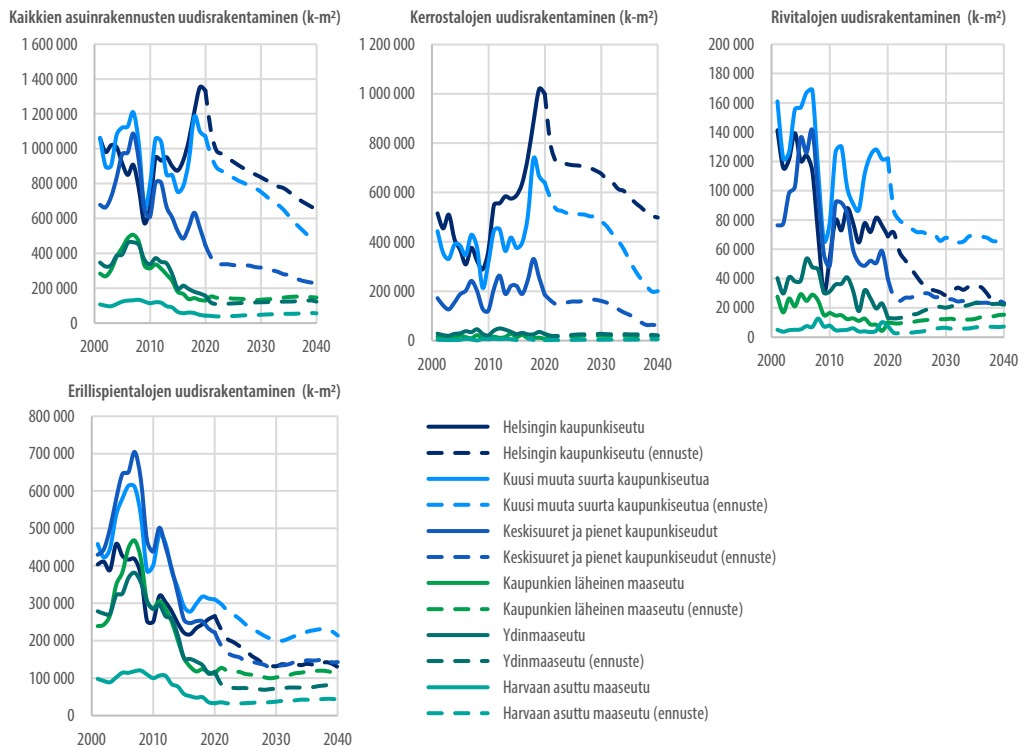 Kaikkien asuinrakennusten uudisrakentaminen (k-m²)
1 600 000
1 400 000
1 200 000
1 000 000
800 000
600 000
400 000
200 000
0
2000 2010 2020 2030 2040
Kerrostalojen uudisrakentaminen (k-m²)
1 200 000
1 000 000
800 000
600 000
400 000
200 000
0
2000 2010 2020 2030 2040
Rivitalojen uudisrakentaminen (k-m²)
200 000
180 000
160 000
140 000
120 000
100 000
80 000
60 000
40 000
20 000
0
2000 2010 2020 2030 2040
Erillispientalojen uudisrakentaminen (k-m²)
800 000
700 000
600 000
500 000
400 000
300 000
200 000
100 000
0
2000 2010 2020 2030 2040
Helsingin kaupunkiseutu
Helsingin kaupunkiseutu (ennuste)
Kuusi muuta suurta kaupunkiseutua
Kuusi muuta suurta kaupunkiseutua (ennuste)
Keskisuuret ja pienet kaupunkiseudut
Keskisuuret ja pienet kaupunkiseudut (ennuste)
Kaupunkien läheinen maaseutu
Kaupunkien läheinen maaseutu (ennuste)
Ydinmaaseutu
Ydinmaaseutu (ennuste)
Harvaan asuttu maaseutu
Harvaan asuttu maaseutu (ennuste)